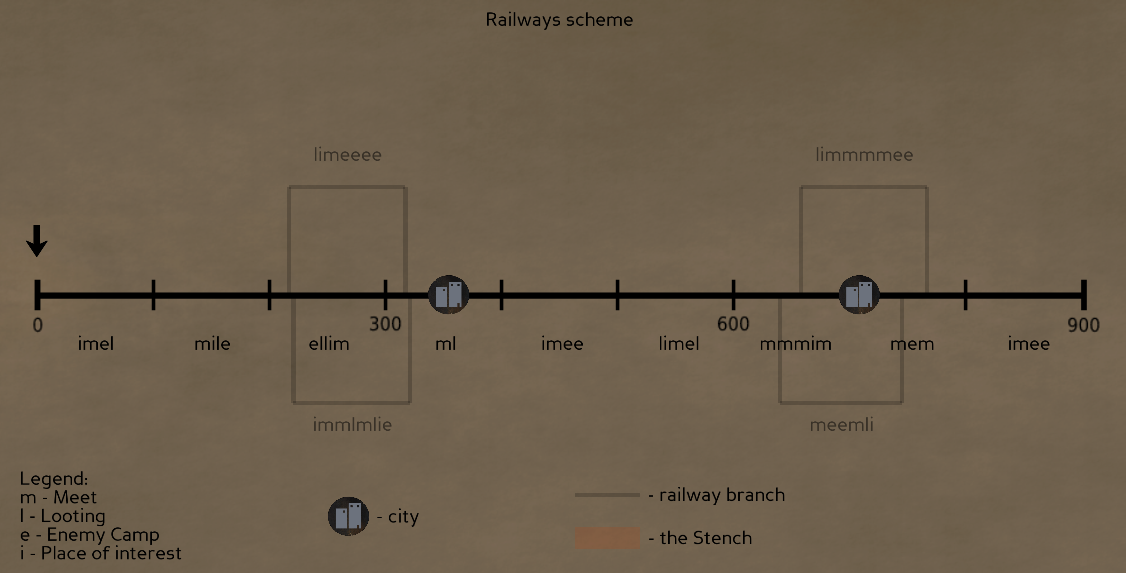 Railways scheme
limeeee limmmmee
0 300 600 900
imel mile ellim ml imee limel mmmim mem imee
immlmlie meemli
Legend:
m - Meet
l - Looting
e - Enemy Camp
i - Place of interest
- city
- railway branch
- the Stench